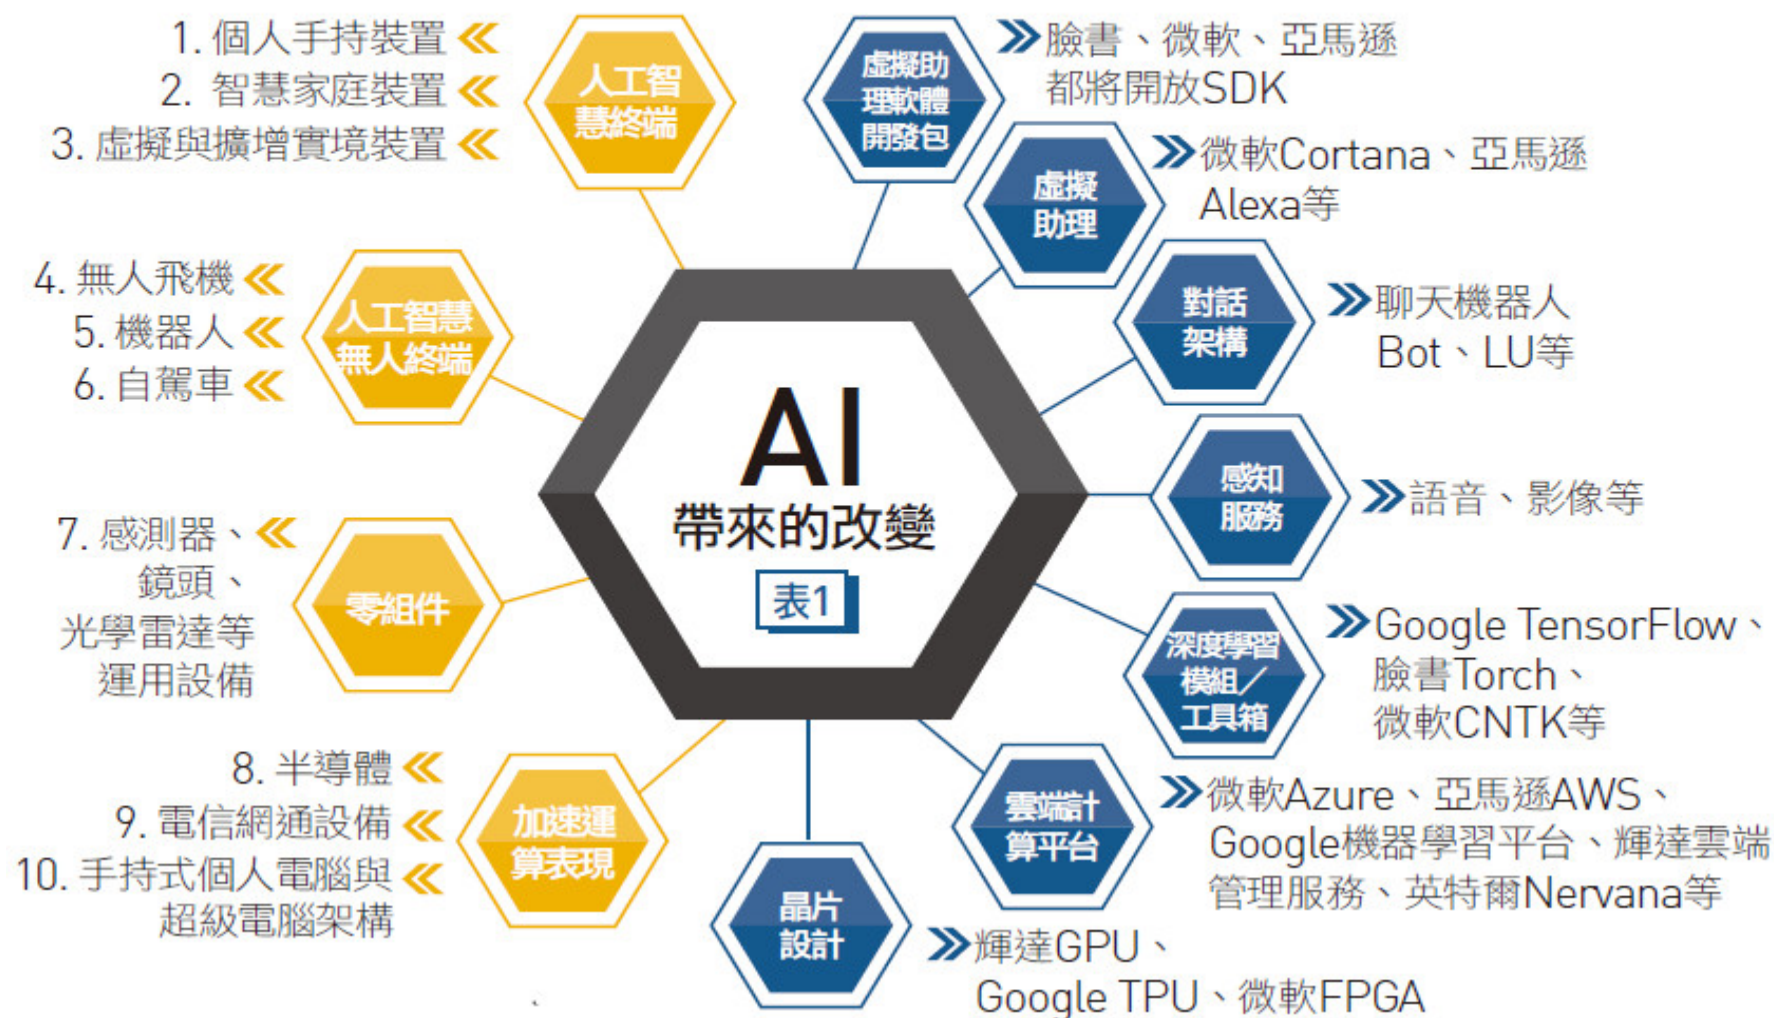 AI
帶來的改變
表1
人工智
慧終端
1. 個人手持裝置
2. 智慧家庭裝置
3. 虛擬與擴增實境裝置
人工智慧
無人終端
4. 無人飛機
5. 機器人
6. 自駕車
零組件
7. 感測器、
鏡頭、
光學雷達等
運用設備
加速運
算表現
8. 半導體
9. 電信網通設備
10. 手持式個人電腦與
超級電腦架構
虛擬助
理軟體
開發包
臉書、微軟、亞馬遜
都將開放SDK
虛擬
助理
微軟Cortana、亞馬遜
Alexa等
對話
架構
聊天機器人
Bot、LU等
感知
服務
語音、影像等
深度學習
模組／
工具箱
Google TensorFlow、
臉書Torch、
微軟CNTK等
雲端計
算平台
微軟Azure、亞馬遜AWS、
Google機器學習平台、輝達雲端
管理服務、英特爾Nervana等
晶片
設計
輝達GPU、
Google TPU、微軟FPGA